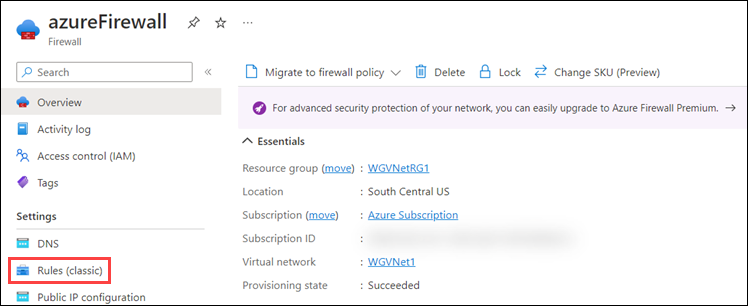 azureFirewall ...
Firewall
Search «
Overview
Activity log
Access control (IAM)
Tags
Settings
DNS
Rules (classic)
Public IP configuration
Migrate to firewall policy Delete Lock Change SKU (Preview)
For advanced security protection of your network, you can easily upgrade to Azure Firewall Premium. →
Essentials
Resource group (move) : WGVNetRG1
Location : South Central US
Subscription (move) : Azure Subscription
Subscription ID :
Virtual network : WGVNet1
Provisioning state : Succeeded